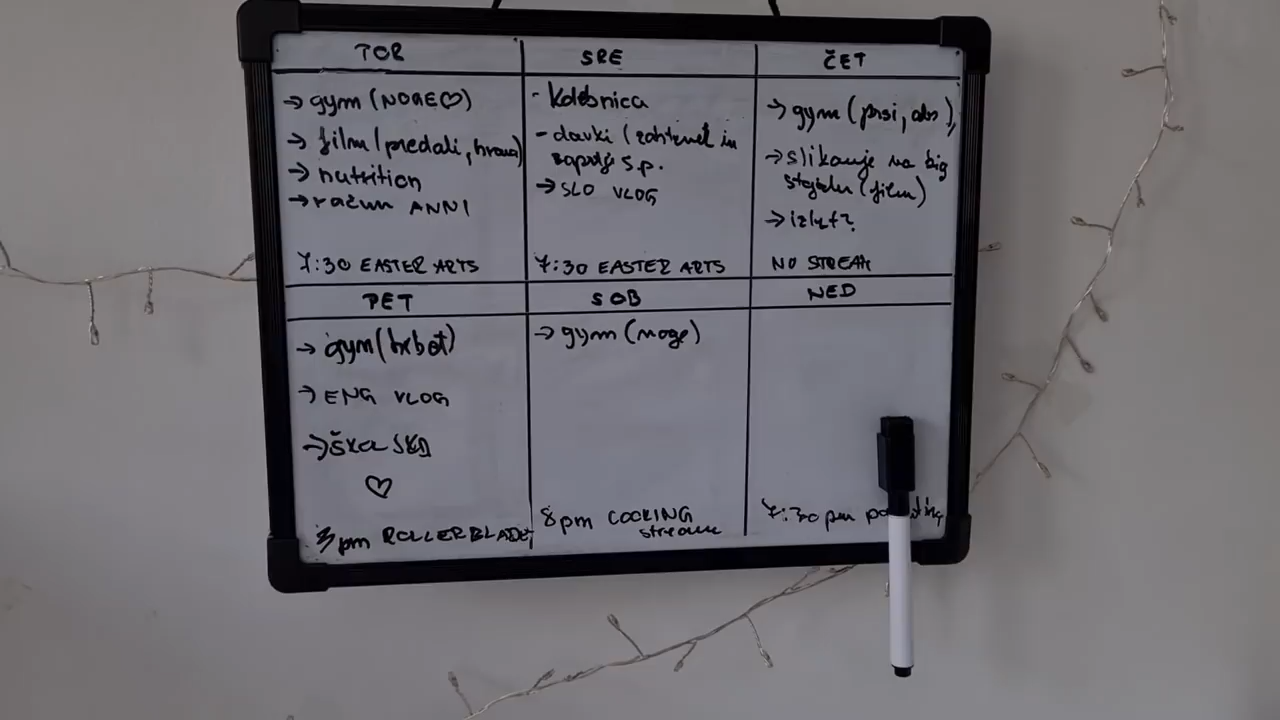 TOR
→ gym (NOGE♡)
→ film (predali, hrana)
→ nutrition
→ račun ANNI
7:30 EASTER ARTS
SRE
- Kolesnica
- davki (zahtevek in
s.p.
→ SLO VLOG
7:30 EASTER ARTS
ČET
→ gym (prsi, abs)
→ slikanje na big
(film)
→ izlet?
NO STREAM
PET
→ gym (hrbet)
→ ENG VLOG
→
♡
3pm ROLLERBLADE
SOB
→ gym (noge)
8pm COOKING
stream
NED
7:30 pm